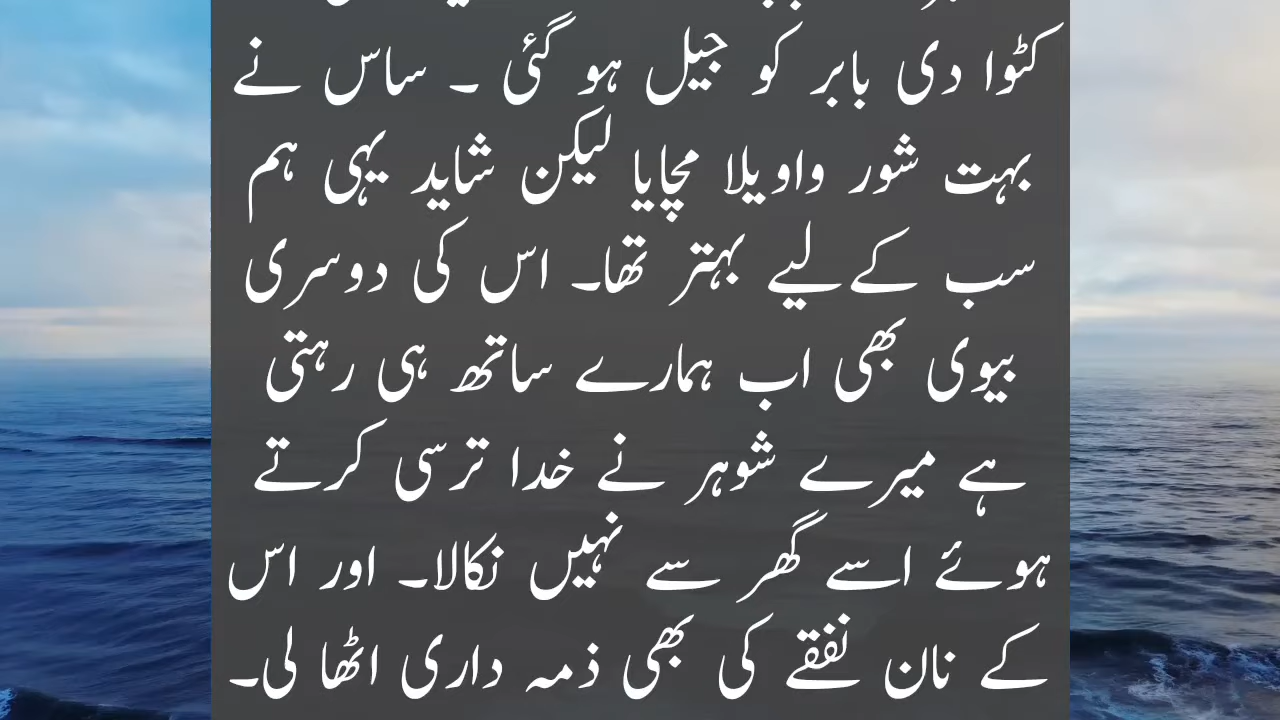 کٹوا دی بابر کو جیل ہو گئی ۔ ساس نے
بہت شور واویلا مچایا لیکن شاید یہی ہم
سب کےلیے بہتر تھا۔ اس کی دوسری
بیوی بھی اب ہمارے ساتھ ہی رہتی
ہے میرے شوہر نے خدا ترسی کرتے
ہوئے اسے گھر سے نہیں نکالا۔ اور اس
کے نان نفقے کی بھی ذمہ داری اٹھا لی۔